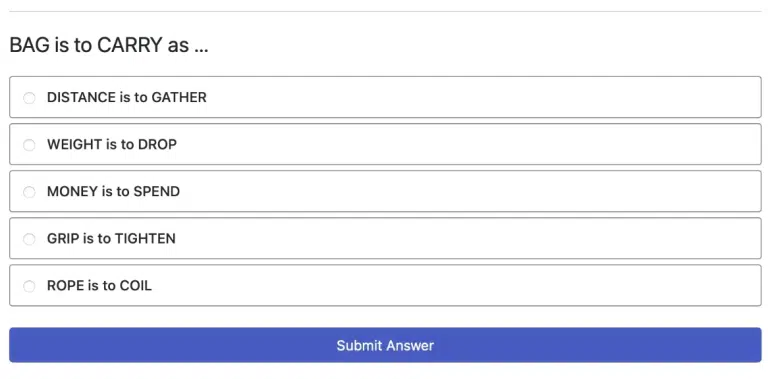 BAG is to CARRY as ...
DISTANCE is to GATHER
WEIGHT is to DROP
MONEY is to SPEND
GRIP is to TIGHTEN
ROPE is to COIL
Submit Answer